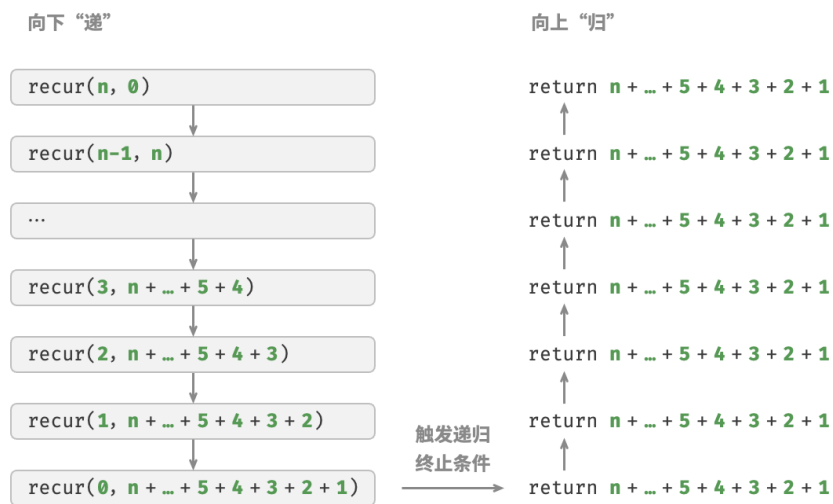 向下“递”
recur(n, 0)
recur(n-1, n)
…
recur(3, n + … + 5 + 4)
recur(2, n + … + 5 + 4 + 3)
recur(1, n + … + 5 + 4 + 3 + 2)
recur(0, n + … + 5 + 4 + 3 + 2 + 1)
触发递归
终止条件
向上“归”
return n + … + 5 + 4 + 3 + 2 + 1
return n + … + 5 + 4 + 3 + 2 + 1
return n + … + 5 + 4 + 3 + 2 + 1
return n + … + 5 + 4 + 3 + 2 + 1
return n + … + 5 + 4 + 3 + 2 + 1
return n + … + 5 + 4 + 3 + 2 + 1
return n + … + 5 + 4 + 3 + 2 + 1